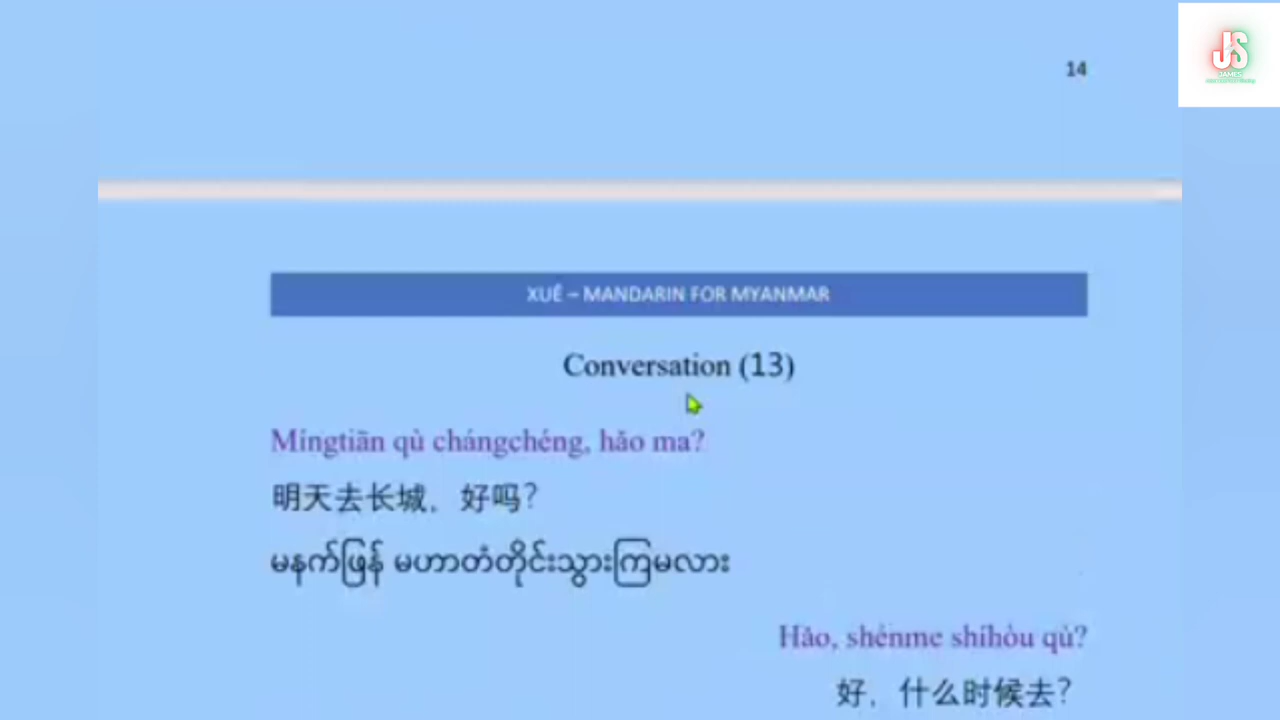 JS
JAMES
14
XUÉ – MANDARIN FOR MYANMAR
Conversation (13)
Míngtiān qù chángchéng, hǎo ma?
明天去长城，好吗？
မနက်ဖြန် မဟာတံတိုင်းသွားကြမလား
Hǎo, shénme shíhòu qù?
好，什么时候去？